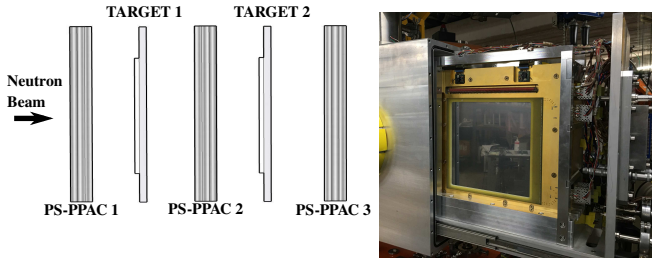 TARGET 1 TARGET 2
Neutron
Beam
PS-PPAC 1 PS-PPAC 2 PS-PPAC 3